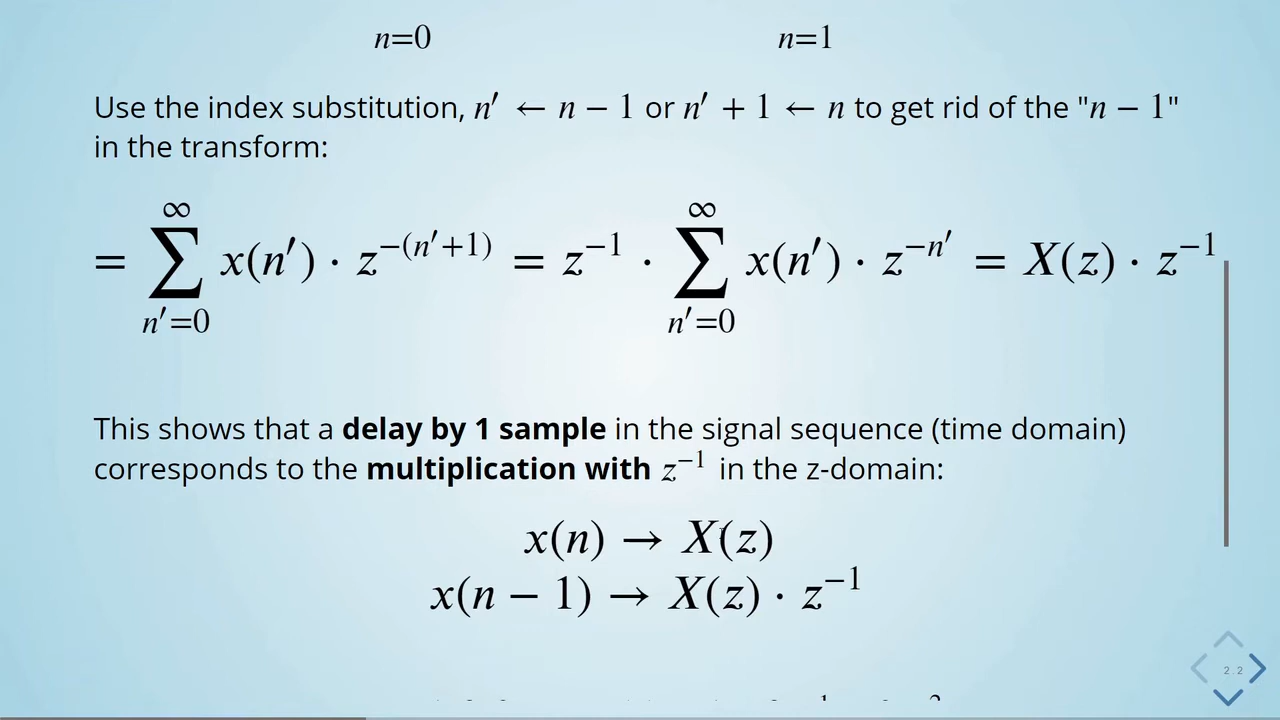 n=0 n=1
Use the index substitution, n′ ← n − 1 or n′ + 1 ← n to get rid of the "n − 1"
in the transform:
= ∑_{n′=0}^{∞} x(n′) · z^{−(n′+1)} = z^{−1} · ∑_{n′=0}^{∞} x(n′) · z^{−n′} = X(z) · z^{−1}
This shows that a delay by 1 sample in the signal sequence (time domain)
corresponds to the multiplication with z^{−1} in the z-domain:
x(n) → X(z)
x(n − 1) → X(z) · z^{−1}
2.2